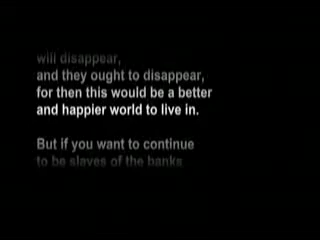 will disappear,
and they ought to disappear,
for then this would be a better
and happier world to live in.
But if you want to continue
to be slaves of the banks